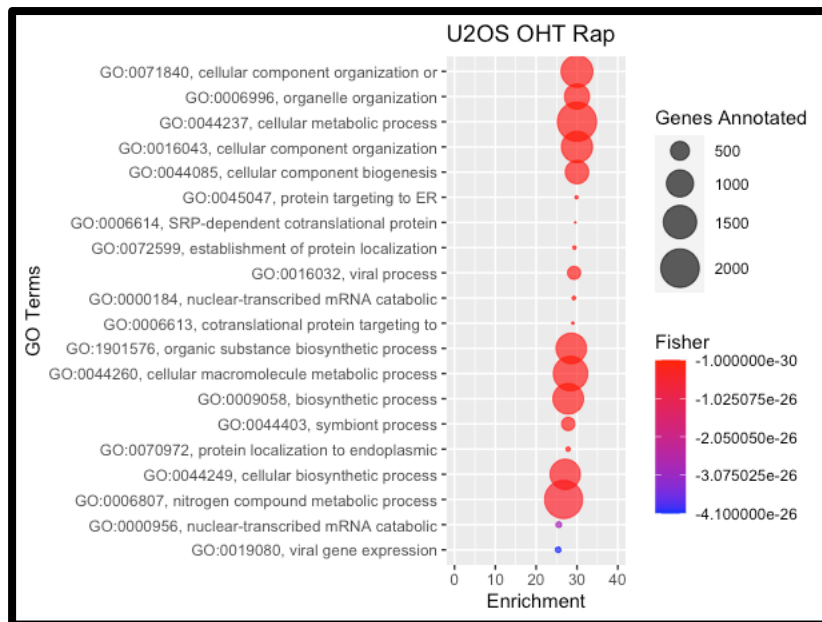 U2OS OHT Rap
GO:0071840, cellular component organization or
GO:0006996, organelle organization
GO:0044237, cellular metabolic process
GO:0016043, cellular component organization
GO:0044085, cellular component biogenesis
GO:0045047, protein targeting to ER
GO:0006614, SRP-dependent cotranslational protein
GO:0072599, establishment of protein localization
GO:0016032, viral process
GO:0000184, nuclear-transcribed mRNA catabolic
GO:0006613, cotranslational protein targeting to
GO:1901576, organic substance biosynthetic process
GO:0044260, cellular macromolecule metabolic process
GO:0009058, biosynthetic process
GO:0044403, symbiont process
GO:0070972, protein localization to endoplasmic
GO:0044249, cellular biosynthetic process
GO:0006807, nitrogen compound metabolic process
GO:0000956, nuclear-transcribed mRNA catabolic
GO:0019080, viral gene expression
GO Terms
0 10 20 30 40
Enrichment
Genes Annotated
500
1000
1500
2000
Fisher
-1.000000e-30
-1.025075e-26
-2.050050e-26
-3.075025e-26
-4.100000e-26